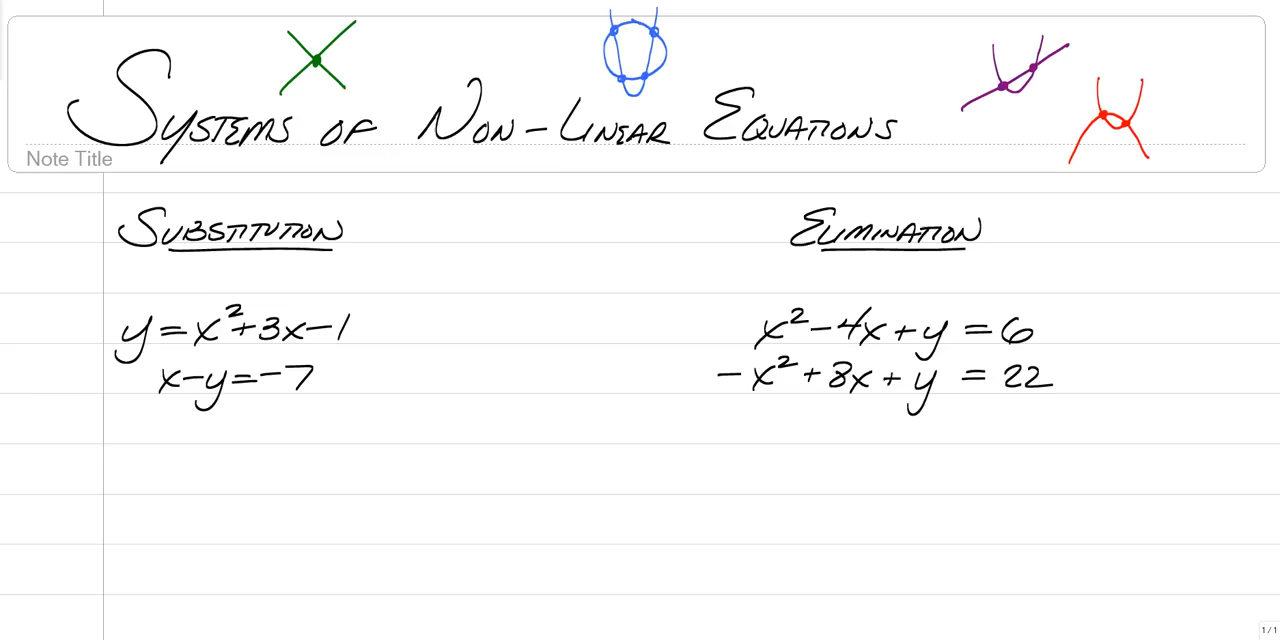 Systems of Non-Linear Equations
Note Title
Substitution
Elimination
y = x² + 3x - 1
x - y = -7
x² - 4x + y = 6
- x² + 8x + y = 22
1/1